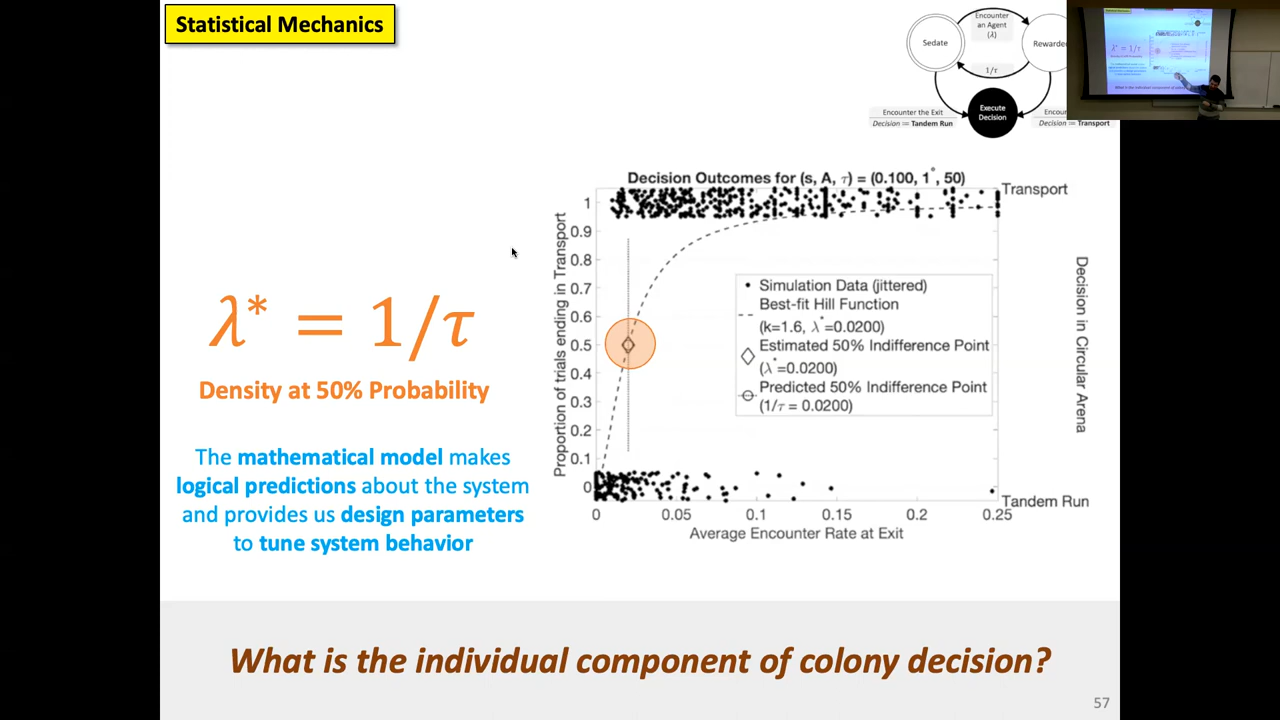 Statistical Mechanics
Encounter
an Agent
(λ)
Sedate
Rewarded
1/τ
Execute
Decision
Encounter the Exit
Decision := Tandem Run
Decision := Transport
Decision Outcomes for (s, A, τ) = (0.100, 1°, 50)
Transport
1
0.9
0.8
0.7
0.6
0.5
0.4
0.3
0.2
0.1
0
Proportion of trials ending in Transport
Simulation Data (jittered)
Best-fit Hill Function
(k=1.6, λ*=0.0200)
Estimated 50% Indifference Point
(λ*=0.0200)
Predicted 50% Indifference Point
(1/τ = 0.0200)
Decision in Circular Arena
Tandem Run
0 0.05 0.1 0.15 0.2 0.25
Average Encounter Rate at Exit
λ* = 1/τ
Density at 50% Probability
The mathematical model makes
logical predictions about the system
and provides us design parameters
to tune system behavior
What is the individual component of colony decision?
57